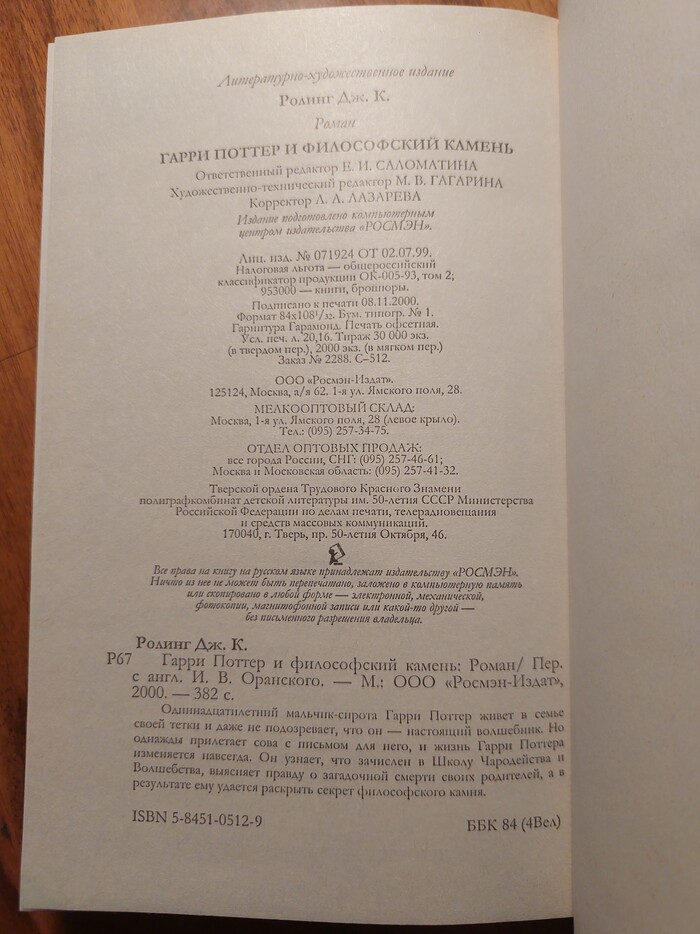 Литературно-художественное издание
Ролинг Дж. К.
Роман
ГАРРИ ПОТТЕР И ФИЛОСОФСКИЙ КАМЕНЬ
Ответственный редактор Е. И. САЛОМАТИНА
Художественно-технический редактор М. В. ГАГАРИНА
Корректор Л. А. ЛАЗАРЕВА
Издание подготовлено компьютерным
центром издательства «РОСМЭН».
Лиц. изд. № 071924 ОТ 02.07.99.
Налоговая льгота — общероссийский
классификатор продукции ОК-005-93, том 2;
953000 — книги, брошюры.
Подписано к печати 08.11.2000.
Формат 84х108¹/₃₂. Бум. типогр. № 1.
Гарнитура Гарамонд. Печать офсетная.
Усл. печ. л. 20,16. Тираж 30 000 экз.
(в твердом пер.), 2000 экз. (в мягком пер.)
Заказ № 2288. С–512.
ООО «Росмэн-Издат».
125124, Москва, а/я 62. 1-я ул. Ямского поля, 28.
МЕЛКООПТОВЫЙ СКЛАД:
Москва, 1-я ул. Ямского поля, 28 (левое крыло).
Тел.: (095) 257-34-75.
ОТДЕЛ ОПТОВЫХ ПРОДАЖ:
все города России, СНГ: (095) 257-46-61;
Москва и Московская область: (095) 257-41-32.
Тверской ордена Трудового Красного Знамени
полиграфкомбинат детской литературы им. 50-летия СССР Министерства
Российской Федерации по делам печати, телерадиовещания
и средств массовых коммуникаций.
170040, г. Тверь, пр. 50-летия Октября, 46.
Все права на книгу на русском языке принадлежат издательству «РОСМЭН».
Ничто из нее не может быть перепечатано, заложено в компьютерную память
или скопировано в любой форме — электронной, механической,
фотокопии, магнитофонной записи или какой-то другой —
без письменного разрешения владельца.
Ролинг Дж. К.
Р67 Гарри Поттер и философский камень: Роман/ Пер.
с англ. И. В. Оранского. — М.: ООО «Росмэн-Издат»,
2000. — 382 с.
Одиннадцатилетний мальчик-сирота Гарри Поттер живет в семье
своей тетки и даже не подозревает, что он — настоящий волшебник. Но
однажды прилетает сова с письмом для него, и жизнь Гарри Поттера
изменяется навсегда. Он узнает, что зачислен в Школу Чародейства и
Волшебства, выясняет правду о загадочной смерти своих родителей, а в
результате ему удается раскрыть секрет философского камня.
ISBN 5-8451-0512-9
ББК 84 (4Вел)